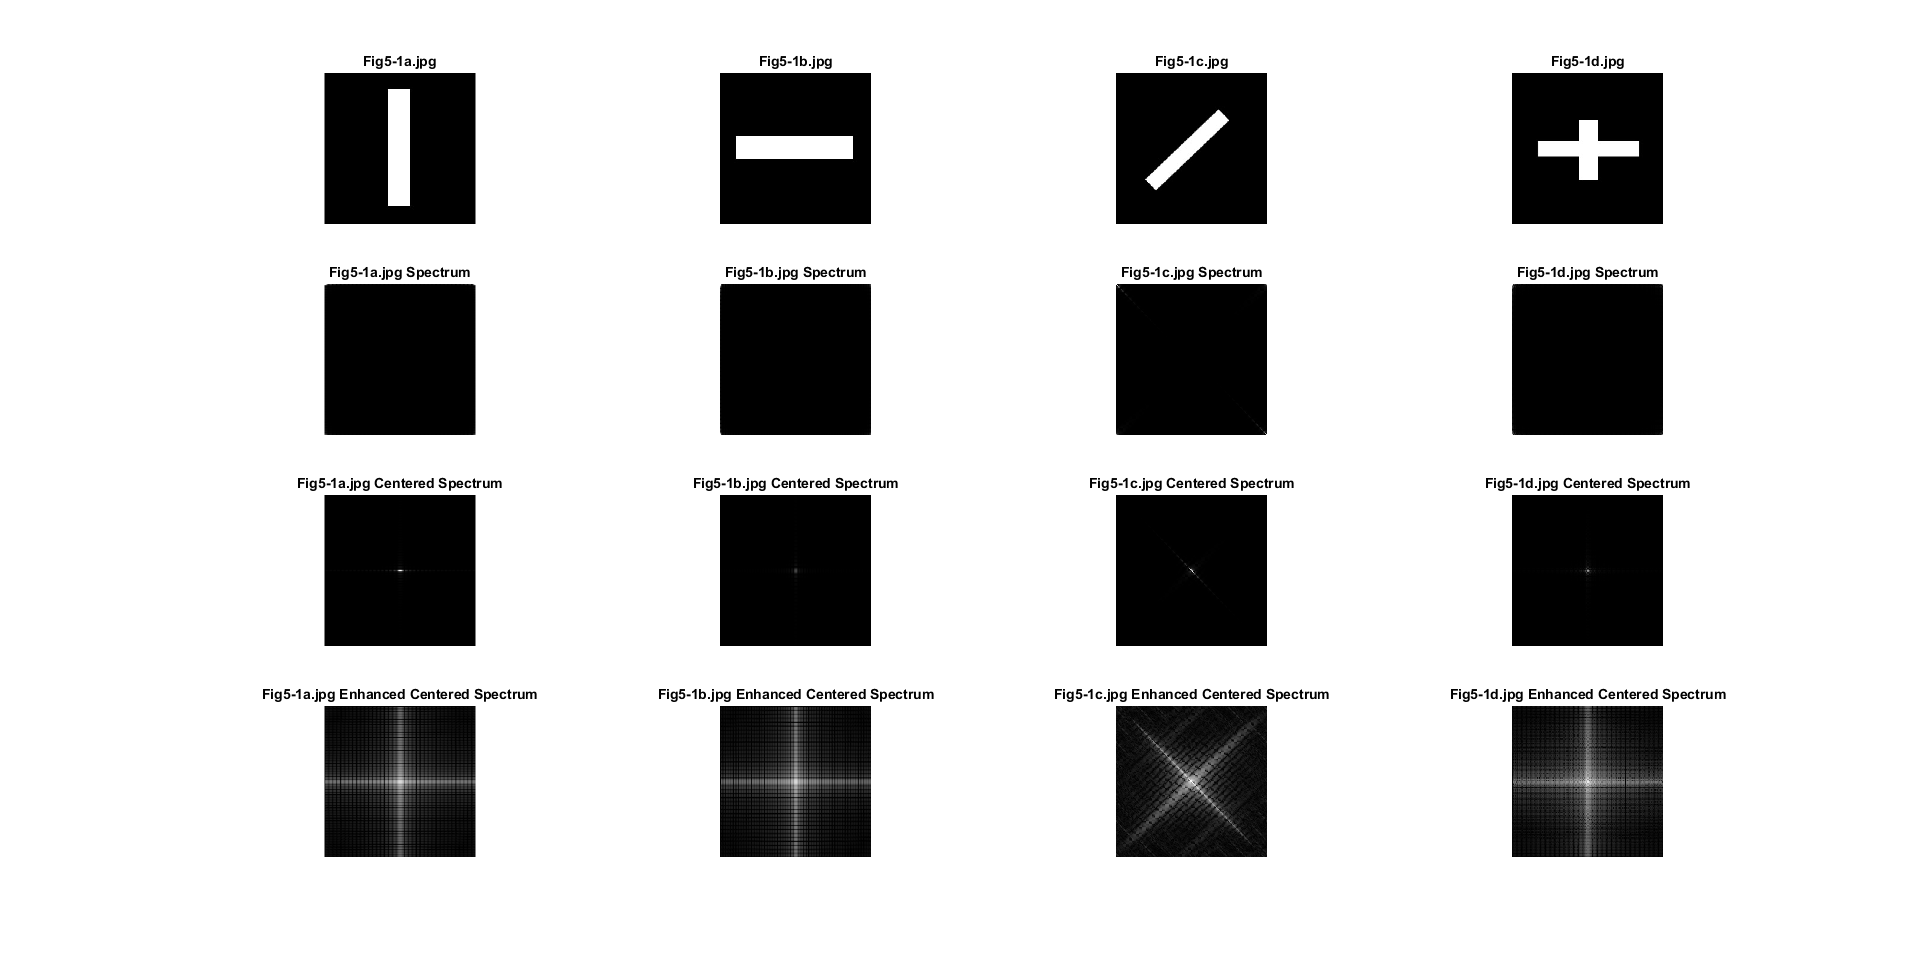 Fig5-1a.jpg
Fig5-1b.jpg
Fig5-1c.jpg
Fig5-1d.jpg
Fig5-1a.jpg Spectrum
Fig5-1b.jpg Spectrum
Fig5-1c.jpg Spectrum
Fig5-1d.jpg Spectrum
Fig5-1a.jpg Centered Spectrum
Fig5-1b.jpg Centered Spectrum
Fig5-1c.jpg Centered Spectrum
Fig5-1d.jpg Centered Spectrum
Fig5-1a.jpg Enhanced Centered Spectrum
Fig5-1b.jpg Enhanced Centered Spectrum
Fig5-1c.jpg Enhanced Centered Spectrum
Fig5-1d.jpg Enhanced Centered Spectrum